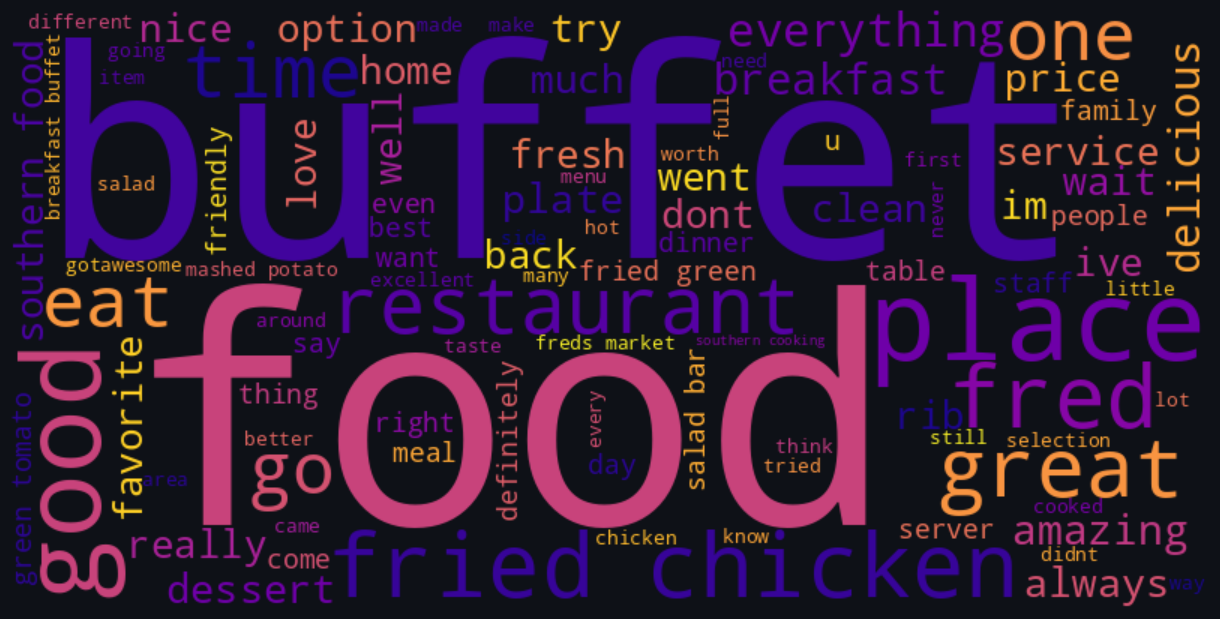 different
nice
option
made
make
try
everything
one
going
item
time
home
much
need
breakfast
price
southern food
breakfast buffet
buffet
family
delicious
friendly
love
well
full
fresh
worth
menu
went
u
first
service
salad
even
best
plate
dont
clean
never
wait
im
people
hot
side
dinner
want
back
gotawesome
mashed potato
excellent
many
fried green
table
ive
staff
little
eat
restaurant
place
around
say
taste
freds market
southern cooking
good
favorite
food
fred
thing
definitely
every
salad bar
rib
lot
right
meal
better
day
think
tried
still
selection
green tomato
area
go
great
cooked
came
really
come
chicken
know
server
amazing
didnt
dessert
fried chicken
always
way